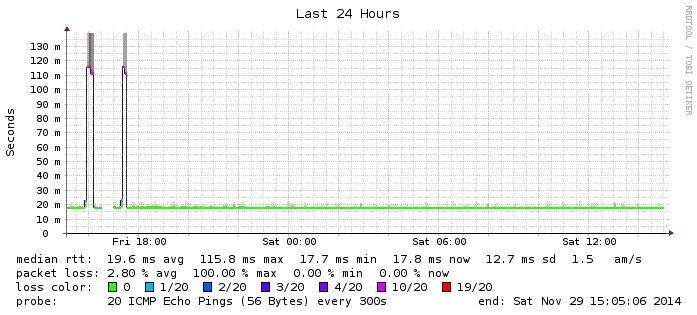 Last 24 Hours
RRDTOOL / TOBI OETIKER
Seconds
130 m
120 m
110 m
100 m
90 m
80 m
70 m
60 m
50 m
40 m
30 m
20 m
10 m
0
Fri 18:00 Sat 00:00 Sat 06:00 Sat 12:00
median rtt: 19.6 ms avg 115.8 ms max 17.7 ms min 17.8 ms now 12.7 ms sd 1.5 am/s
packet loss: 2.80 % avg 100.00 % max 0.00 % min 0.00 % now
loss color: 0 1/20 2/20 3/20 4/20 10/20 19/20
probe: 20 ICMP Echo Pings (56 Bytes) every 300s end: Sat Nov 29 15:05:06 2014